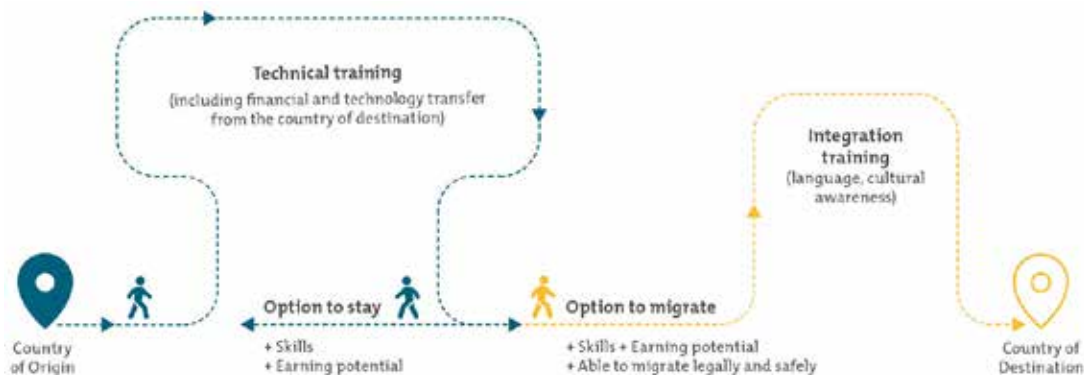 Technical training
(including financial and technology transfer
from the country of destination)
Integration
training
(language, cultural
awareness)
Option to stay
Option to migrate
+ Skills
+ Earning potential
+ Skills + Earning potential
+ Able to migrate legally and safely
Country
of Origin
Country of
Destination